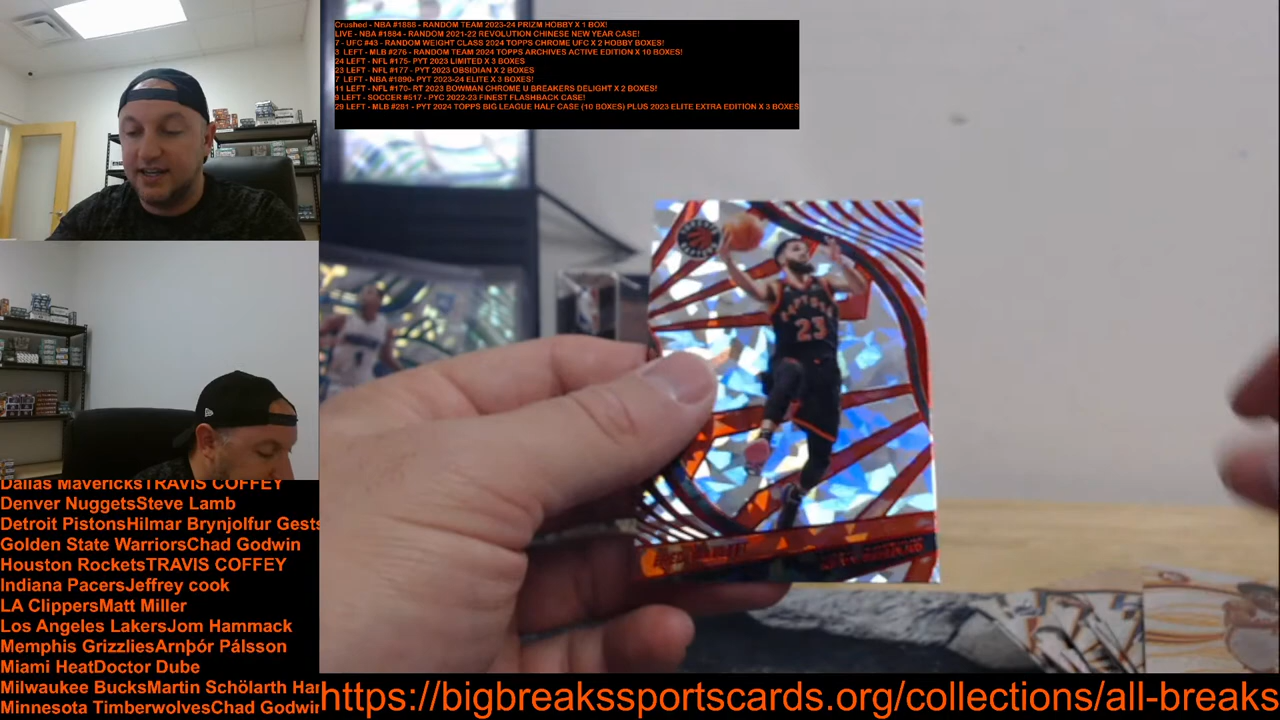 Crushed - NBA #1888 - RANDOM TEAM 2023-24 PRIZM HOBBY X 1 BOX!
LIVE - NBA #1884 - RANDOM 2021-22 REVOLUTION CHINESE NEW YEAR CASE!
7 - UFC #43 - RANDOM WEIGHT CLASS 2024 TOPPS CHROME UFC X 2 HOBBY BOXES!
3 LEFT - MLB #276 - RANDOM TEAM 2024 TOPPS ARCHIVES ACTIVE EDITION X 10 BOXES!
24 LEFT - NFL #175- PYT 2023 LIMITED X 3 BOXES
23 LEFT - NFL #177 - PYT 2023 OBSIDIAN X 2 BOXES
7 LEFT - NBA #1890- PYT 2023-24 ELITE X 3 BOXES!
11 LEFT - NFL #170- RT 2023 BOWMAN CHROME U BREAKERS DELIGHT X 2 BOXES!
9 LEFT - SOCCER #517 - PYC 2022-23 FINEST FLASHBACK CASE!
29 LEFT - MLB #281 - PYT 2024 TOPPS BIG LEAGUE HALF CASE (10 BOXES) PLUS 2023 ELITE EXTRA EDITION X 3 BOXES
23
Dallas MavericksTRAVIS COFFEY
Denver NuggetsSteve Lamb
Detroit PistonsHilmar Brynjolfur Gests
Golden State WarriorsChad Godwin
Houston RocketsTRAVIS COFFEY
Indiana PacersJeffrey cook
LA ClippersMatt Miller
Los Angeles LakersJom Hammack
Memphis GrizzliesArnþór Pálsson
Miami HeatDoctor Dube
Milwaukee BucksMartin Schölarth Har
Minnesota TimberwolvesChad Godwin
https://bigbreakssportscards.org/collections/all-breaks